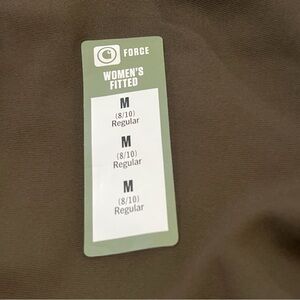 FORCE
WOMEN'S
FITTED
M
(8/10)
Regular
M
(8/10)
Regular
M
(8/10)
Regular